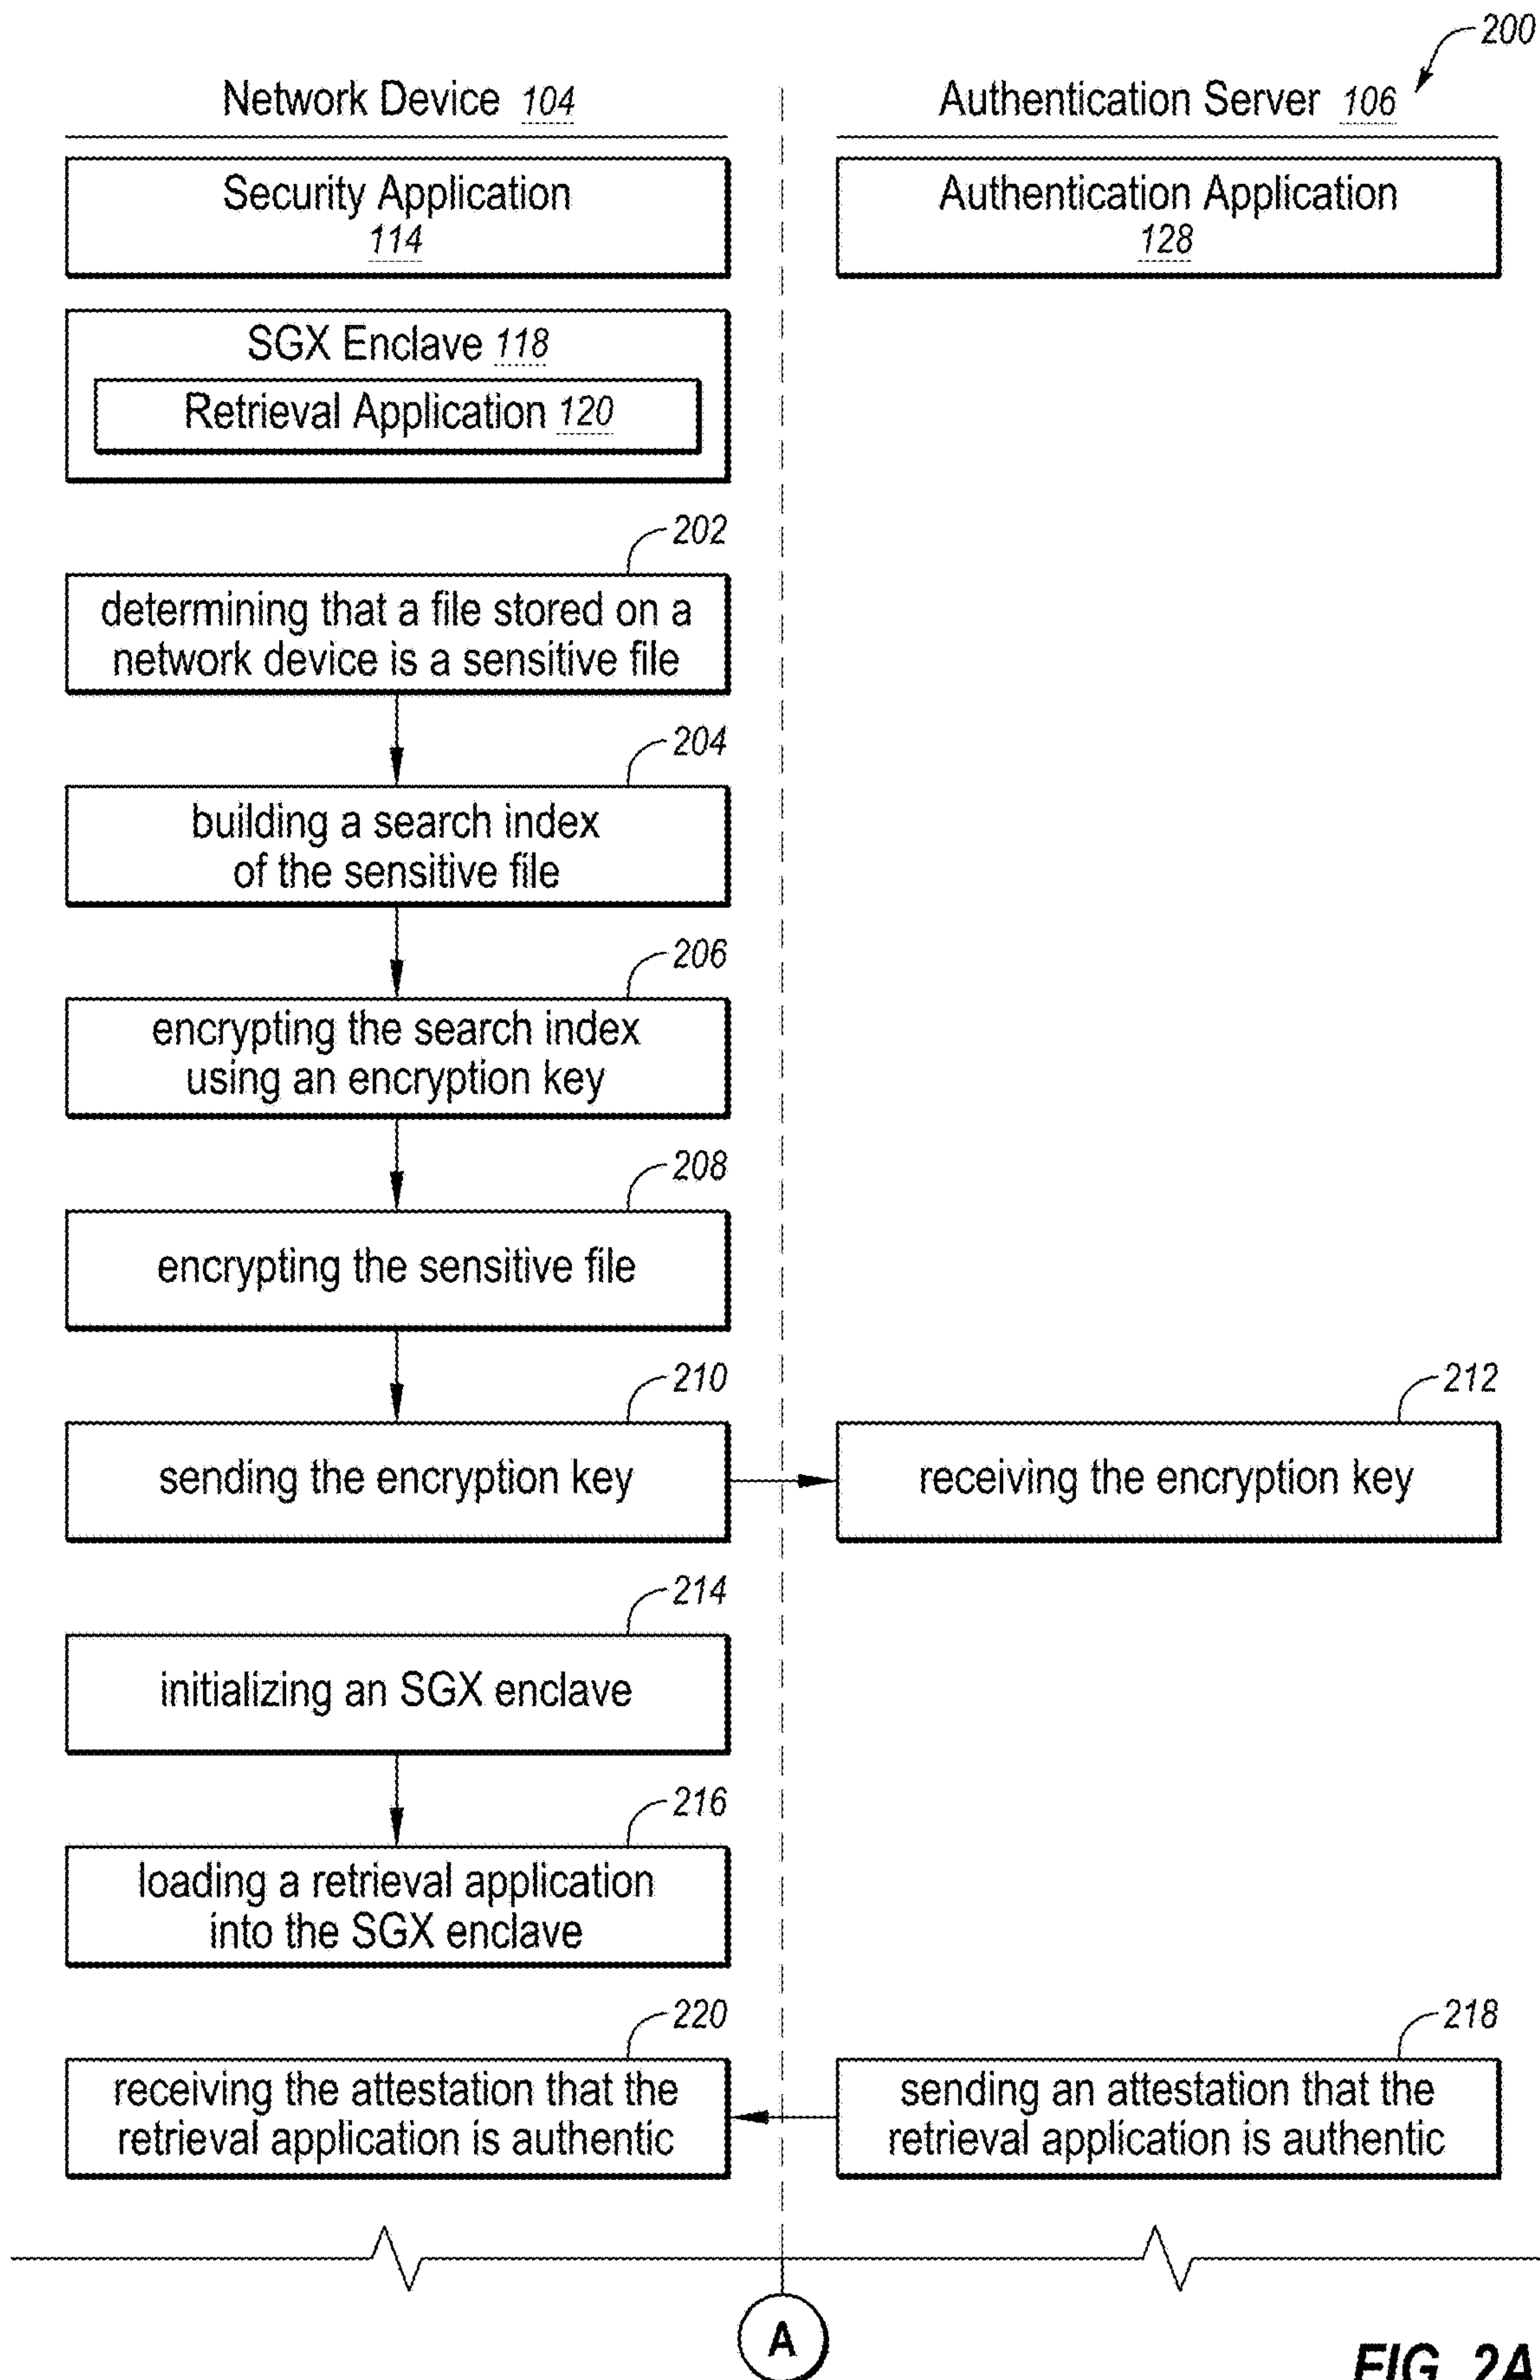 200
Network Device 104
Authentication Server 106
Security Application
114
Authentication Application
128
SGX Enclave 118
Retrieval Application 120
202
determining that a file stored on a
network device is a sensitive file
204
building a search index
of the sensitive file
206
encrypting the search index
using an encryption key
208
encrypting the sensitive file
210
sending the encryption key
212
receiving the encryption key
214
initializing an SGX enclave
216
loading a retrieval application
into the SGX enclave
220
receiving the attestation that the
retrieval application is authentic
218
sending an attestation that the
retrieval application is authentic
A
FIG. 2A